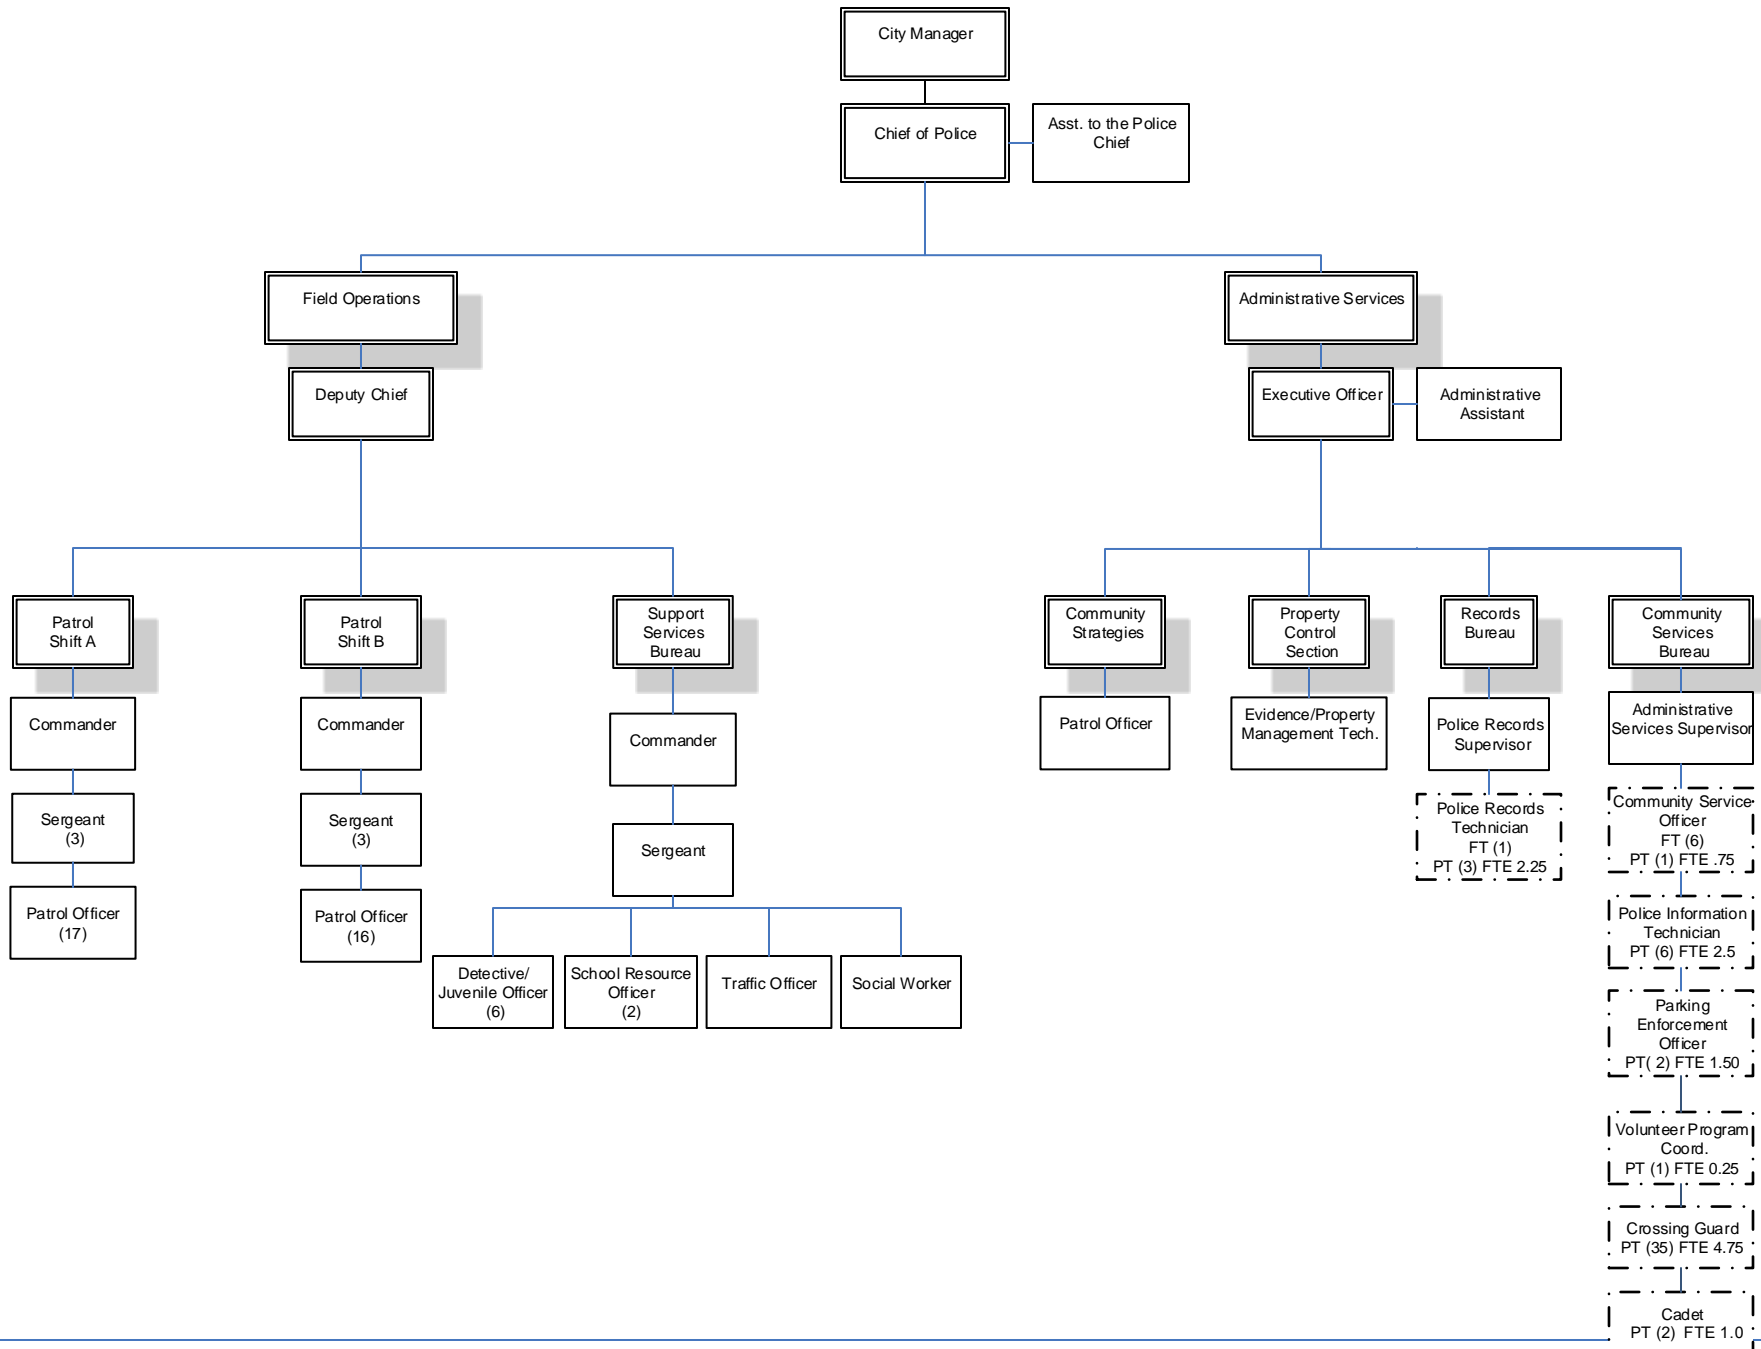 City Manager
Chief of Police
Asst. to the Police
Chief
Field Operations
Administrative Services
Deputy Chief
Executive Officer
Administrative
Assistant
Patrol
Shift A
Patrol
Shift B
Support
Services
Bureau
Community
Strategies
Property
Control
Section
Records
Bureau
Community
Services
Bureau
Commander
Commander
Commander
Patrol Officer
Evidence/Property
Management Tech.
Police Records
Supervisor
Administrative
Services Supervisor
Sergeant
(3)
Sergeant
(3)
Sergeant
Police Records
Technician
FT (1)
PT (3) FTE 2.25
Community Service
Officer
FT (6)
PT (1) FTE .75
Patrol Officer
(17)
Patrol Officer
(16)
Police Information
Technician
PT (6) FTE 2.5
Detective/
Juvenile Officer
(6)
School Resource
Officer
(2)
Traffic Officer
Social Worker
Parking
Enforcement
Officer
PT( 2) FTE 1.50
Volunteer Program
Coord.
PT (1) FTE 0.25
Crossing Guard
PT (35) FTE 4.75
Cadet
PT (2) FTE 1.0